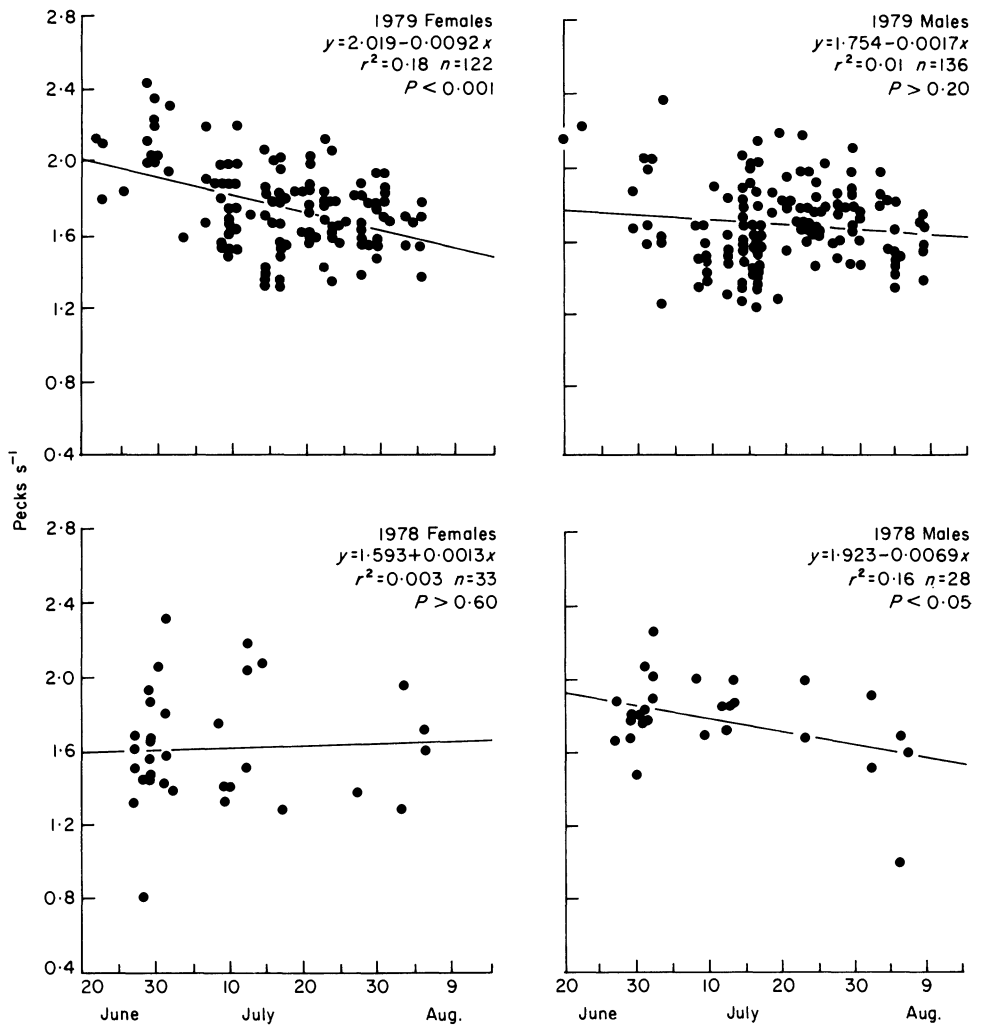 2·8
2·4
2·0
1·6
1·2
0·8
0·4
1979 Females
y=2·019-0·0092x
r²=0·18 n=122
P < 0·001
1979 Males
y=1·754-0·0017x
r²=0·01 n=136
P > 0·20
Pecks s⁻¹
2·8
2·4
2·0
1·6
1·2
0·8
0·4
1978 Females
y=1·593+0·0013x
r²=0·003 n=33
P > 0·60
1978 Males
y=1·923-0·0069x
r²=0·16 n=28
P < 0·05
20 30 10 20 30 9
June July Aug.
20 30 10 20 30 9
June July Aug.